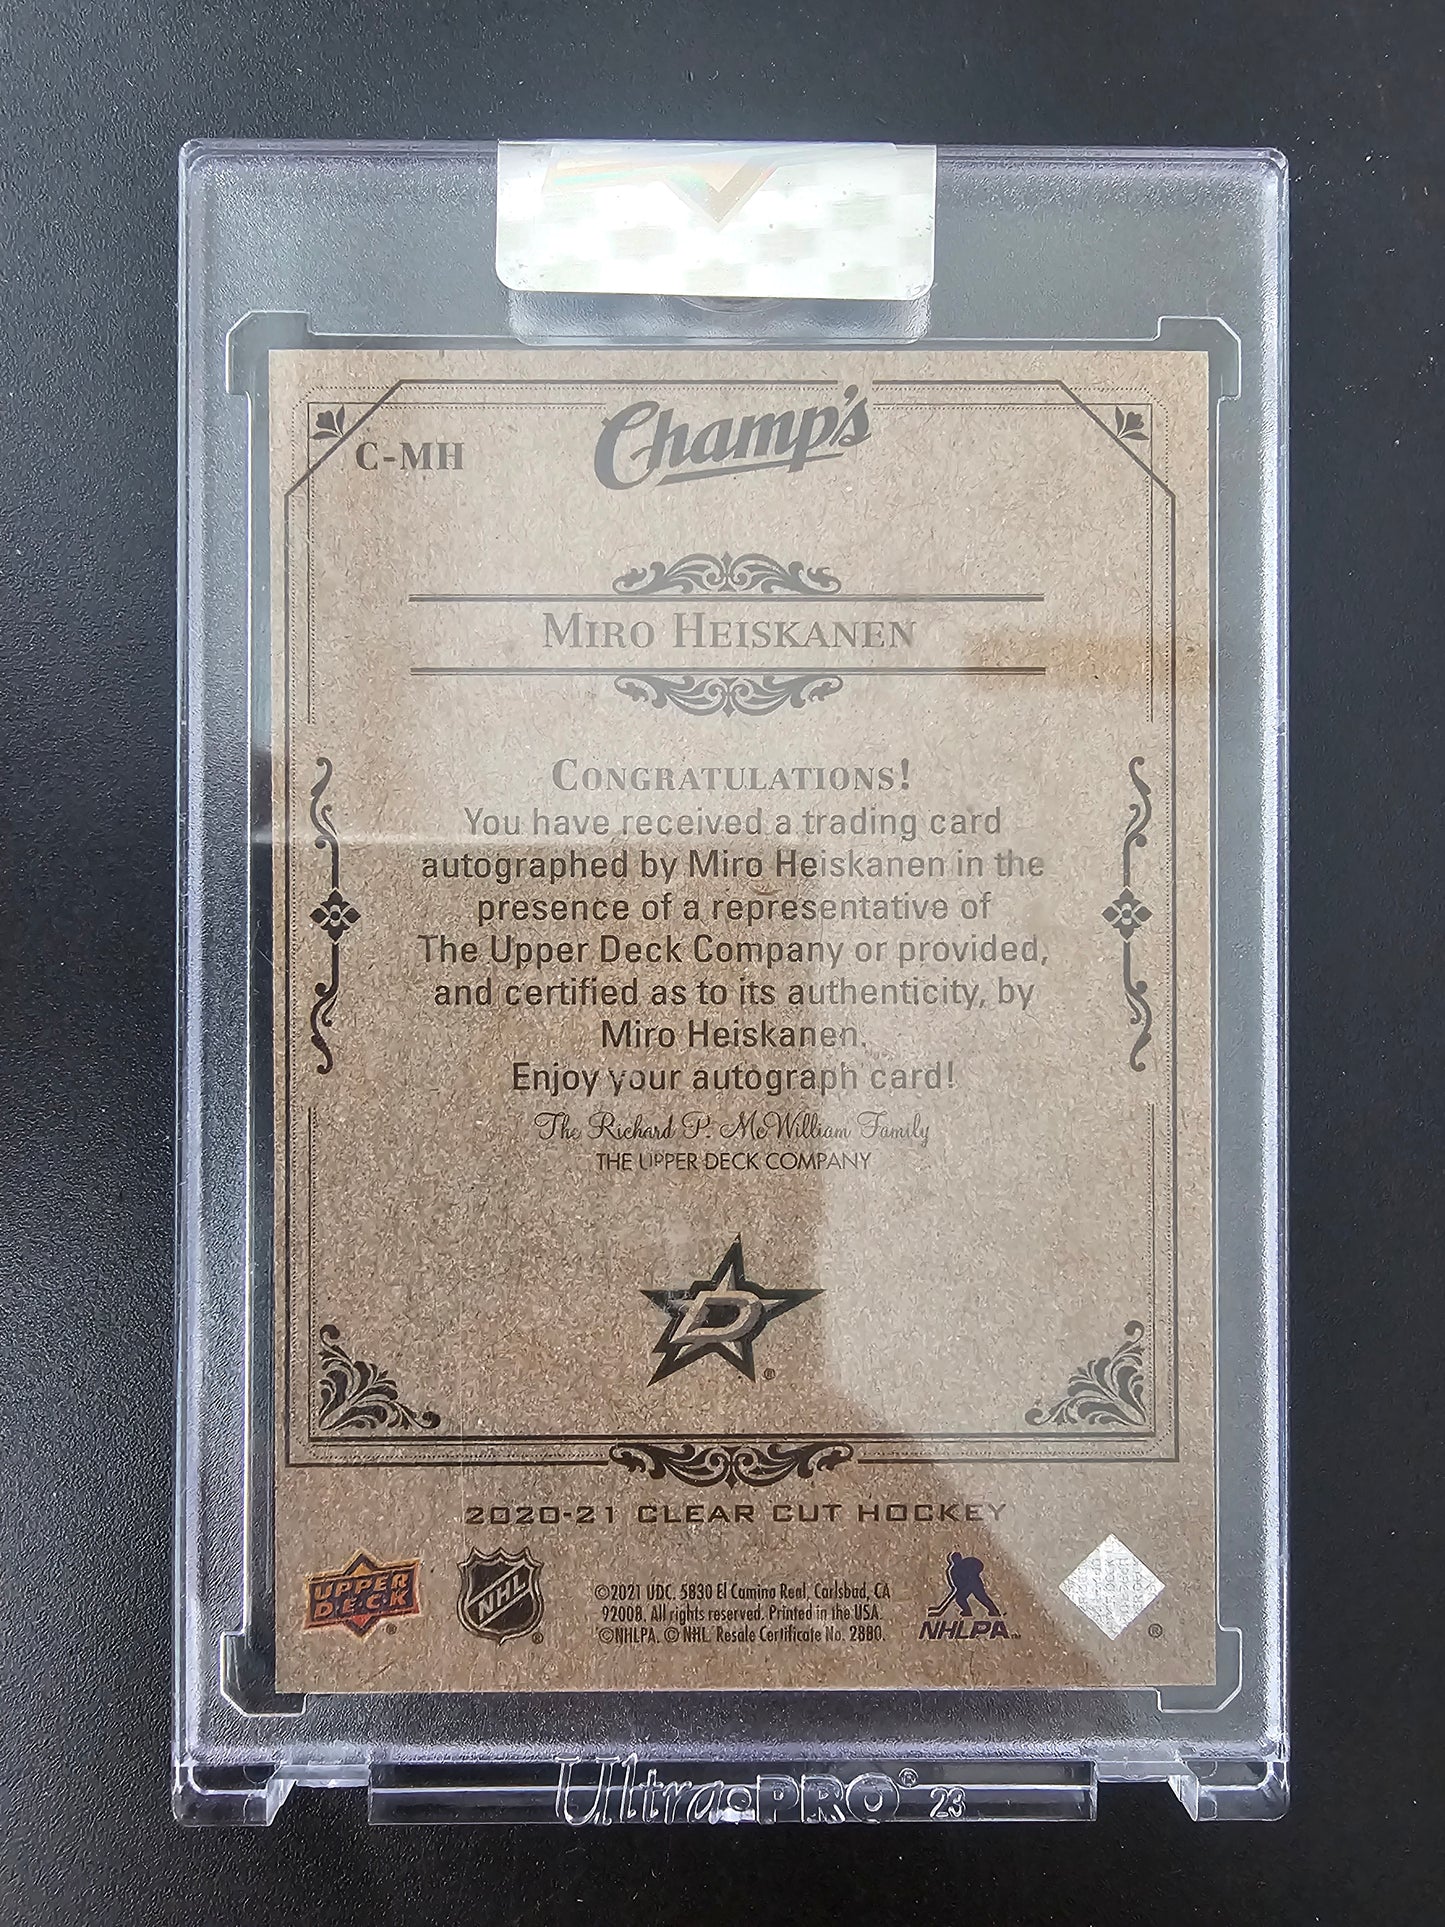 Champ's
C-MH
MIRO HEISKANEN
CONGRATULATIONS!
You have received a trading card
autographed by Miro Heiskanen in the
presence of a representative of
The Upper Deck Company or provided,
and certified as to its authenticity, by
Miro Heiskanen.
Enjoy your autograph card!
The Richard P. McWilliam Family
THE UPPER DECK COMPANY
D ®
2020-21 CLEAR CUT HOCKEY
UPPER
DECK ®
NHL ®
©2021 UDC. 5830 El Camino Real, Carlsbad, CA
92008. All rights reserved. Printed in the USA.
©NHLPA. © NHL. Resale Certificate No. 2880.
NHLPA™
®
Ultra PRO® 23